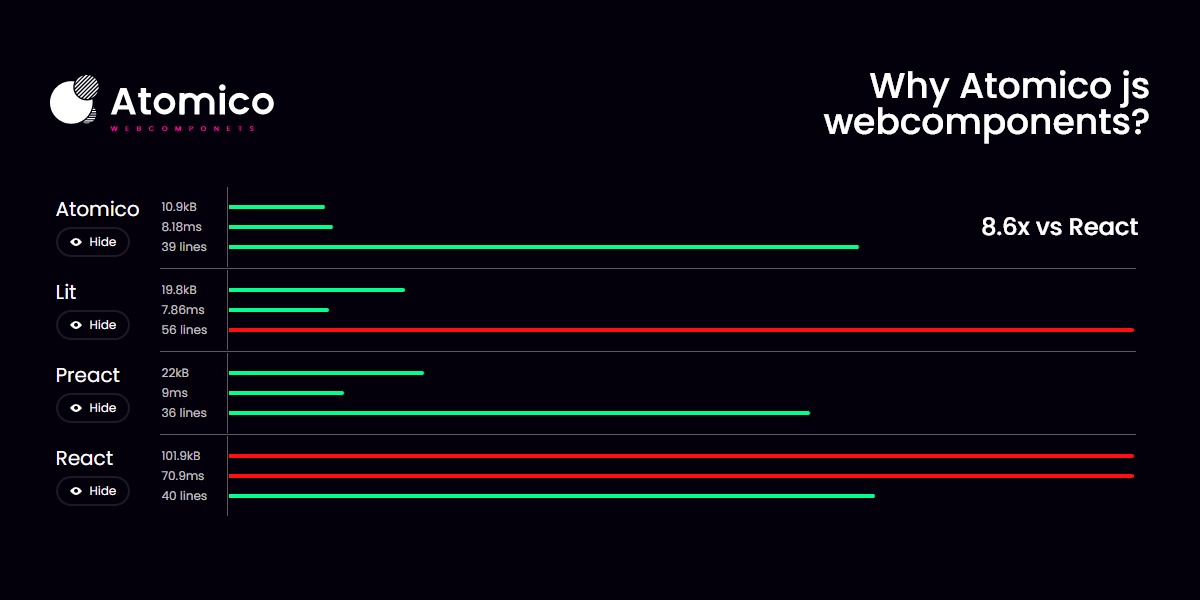 Atomico
WEBCOMPONETS
Why Atomico js
webcomponents?
Atomico
Hide
10.9kB
8.18ms
39 lines
8.6x vs React
Lit
Hide
19.8kB
7.86ms
56 lines
Preact
Hide
22kB
9ms
36 lines
React
Hide
101.9kB
70.9ms
40 lines